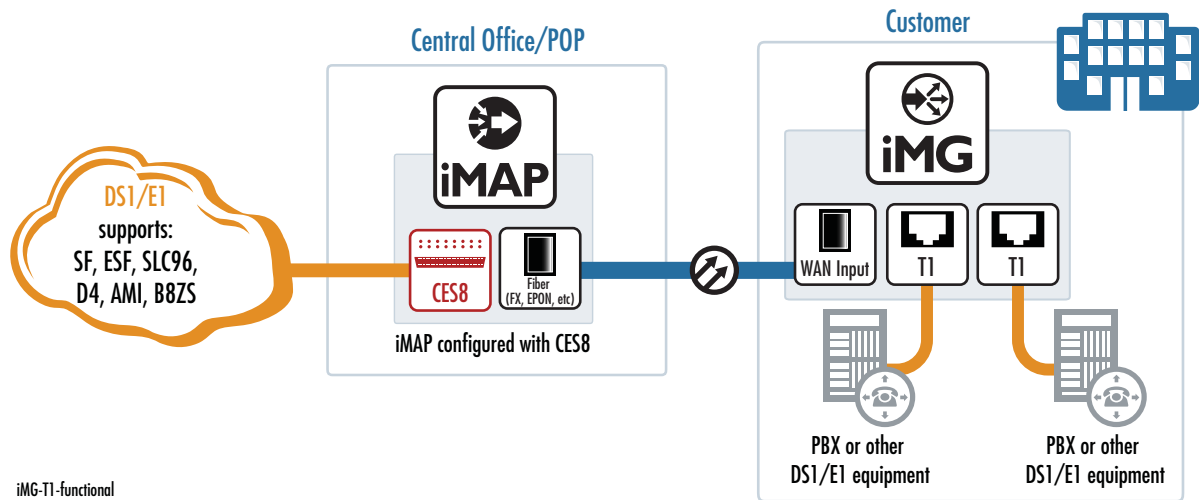 Central Office/POP
Customer
iMAP
iMG
DS1/E1
supports:
SF, ESF, SLC96,
D4, AMI, B8ZS
CES8
Fiber
(FX, EPON, etc)
WAN Input
T1
T1
iMAP configured with CES8
PBX or other
DS1/E1 equipment
PBX or other
DS1/E1 equipment
iMG-T1-functional